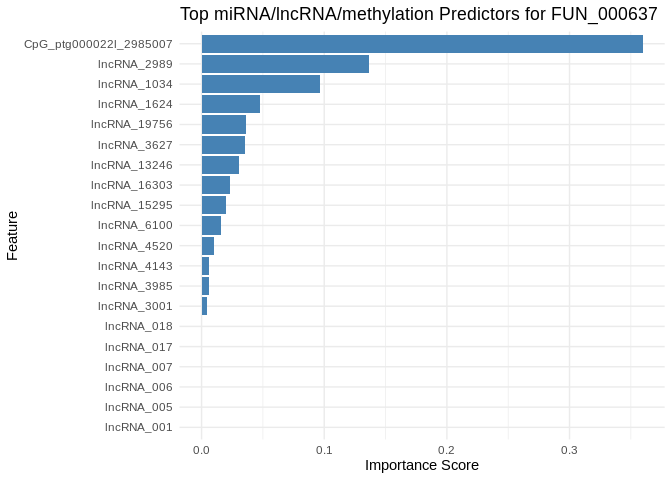 Top miRNA/lncRNA/methylation Predictors for FUN_000637
CpG_ptg000022l_2985007
lncRNA_2989
lncRNA_1034
lncRNA_1624
lncRNA_19756
lncRNA_3627
lncRNA_13246
lncRNA_16303
lncRNA_15295
lncRNA_6100
lncRNA_4520
lncRNA_4143
lncRNA_3985
lncRNA_3001
lncRNA_018
lncRNA_017
lncRNA_007
lncRNA_006
lncRNA_005
lncRNA_001
Feature
0.0 0.1 0.2 0.3
Importance Score